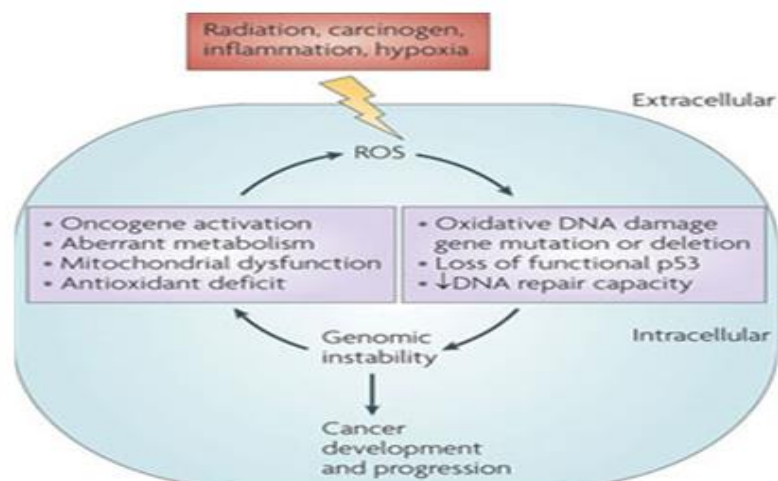 Radiation, carcinogen,
inflammation, hypoxia
Extracellular
ROS
• Oncogene activation
• Aberrant metabolism
• Mitochondrial dysfunction
• Antioxidant deficit
• Oxidative DNA damage
gene mutation or deletion
• Loss of functional p53
• ↓DNA repair capacity
Genomic
instability
Intracellular
Cancer
development
and progression